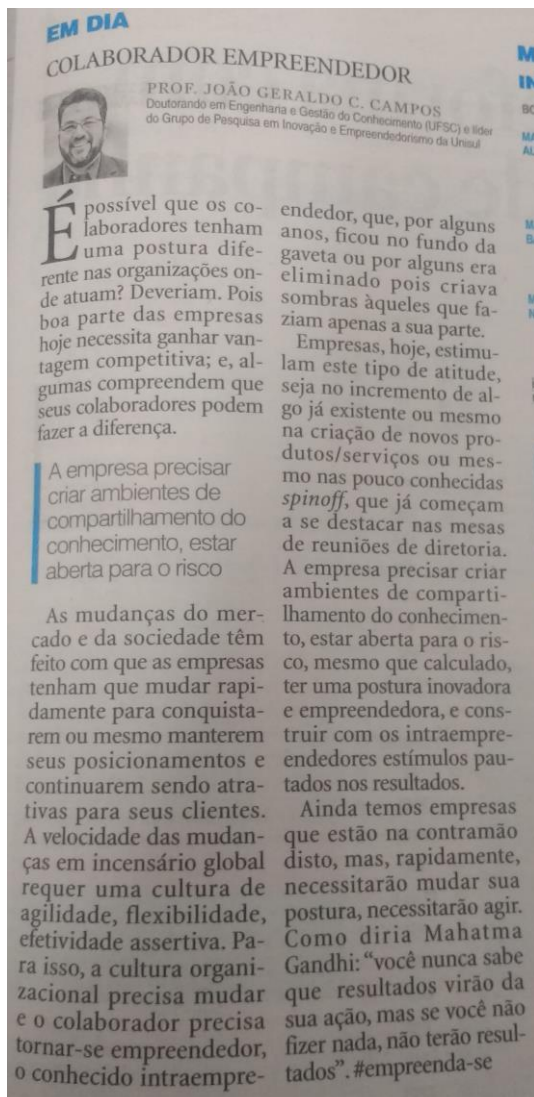 EM DIA
COLABORADOR EMPREENDEDOR
PROF. JOÃO GERALDO C. CAMPOS
Doutorando em Engenharia e Gestão do Conhecimento (UFSC) e líder
do Grupo de Pesquisa em Inovação e Empreendedorismo da Unisul
É possível que os co-
laboradores tenham
uma postura dife-
rente nas organizações on-
de atuam? Deveriam. Pois
boa parte das empresas
hoje necessita ganhar van-
tagem competitiva; e, al-
gumas compreendem que
seus colaboradores podem
fazer a diferença.
A empresa precisar
criar ambientes de
compartilhamento do
conhecimento, estar
aberta para o risco
As mudanças do mer-
cado e da sociedade têm
feito com que as empresas
tenham que mudar rapi-
damente para conquista-
rem ou mesmo manterem
seus posicionamentos e
continuarem sendo atra-
tivas para seus clientes.
A velocidade das mudan-
ças em incensário global
requer uma cultura de
agilidade, flexibilidade,
efetividade assertiva. Pa-
ra isso, a cultura organi-
zacional precisa mudar
e o colaborador precisa
tornar-se empreendedor,
o conhecido intraempre-
endedor, que, por alguns
anos, ficou no fundo da
gaveta ou por alguns era
eliminado pois criava
sombras àqueles que fa-
ziam apenas a sua parte.
Empresas, hoje, estimu-
lam este tipo de atitude,
seja no incremento de al-
go já existente ou mesmo
na criação de novos pro-
dutos/serviços ou mes-
mo nas pouco conhecidas
spinoff, que já começam
a se destacar nas mesas
de reuniões de diretoria.
A empresa precisar criar
ambientes de comparti-
lhamento do conhecimen-
to, estar aberta para o ris-
co, mesmo que calculado,
ter uma postura inovadora
e empreendedora, e cons-
truir com os intraempre-
endedores estímulos pau-
tados nos resultados.
Ainda temos empresas
que estão na contramão
disto, mas, rapidamente,
necessitarão mudar sua
postura, necessitarão agir.
Como diria Mahatma
Gandhi: “você nunca sabe
que resultados virão da
sua ação, mas se você não
fizer nada, não terão resul-
tados”. #empreenda-se